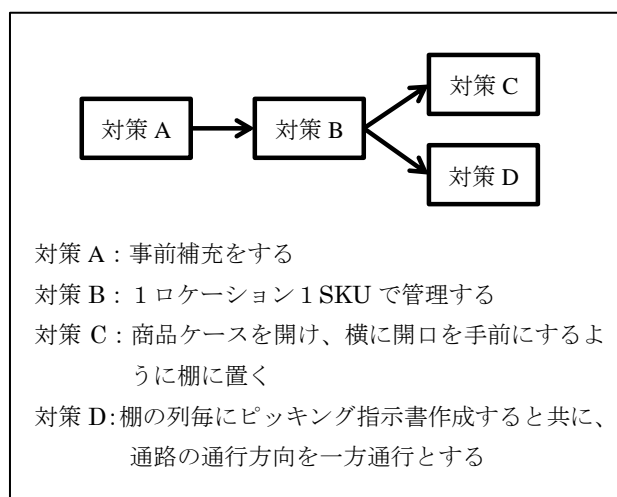 対策 A
対策 B
対策 C
対策 D
対策 A：事前補充をする
対策 B：１ロケーション１SKU で管理する
対策 C：商品ケースを開け、横に開口を手前にするよ
うに棚に置く
対策 D：棚の列毎にピッキング指示書作成すると共に、
通路の通行方向を一方通行とする